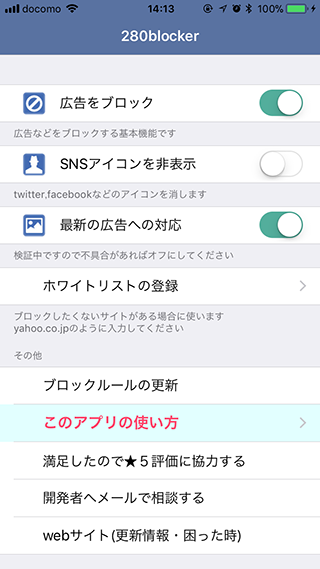 docomo 14:13 100%
280blocker
広告をブロック
広告などをブロックする基本機能です
SNSアイコンを非表示
twitter,facebookなどのアイコンを消します
最新の広告への対応
検証中ですので不具合があればオフにしてください
ホワイトリストの登録
ブロックしたくないサイトがある場合に使います
yahoo.co.jpのように入力してください
その他
ブロックルールの更新
このアプリの使い方
満足したので★５評価に協力する
開発者へメールで相談する
webサイト(更新情報・困った時)